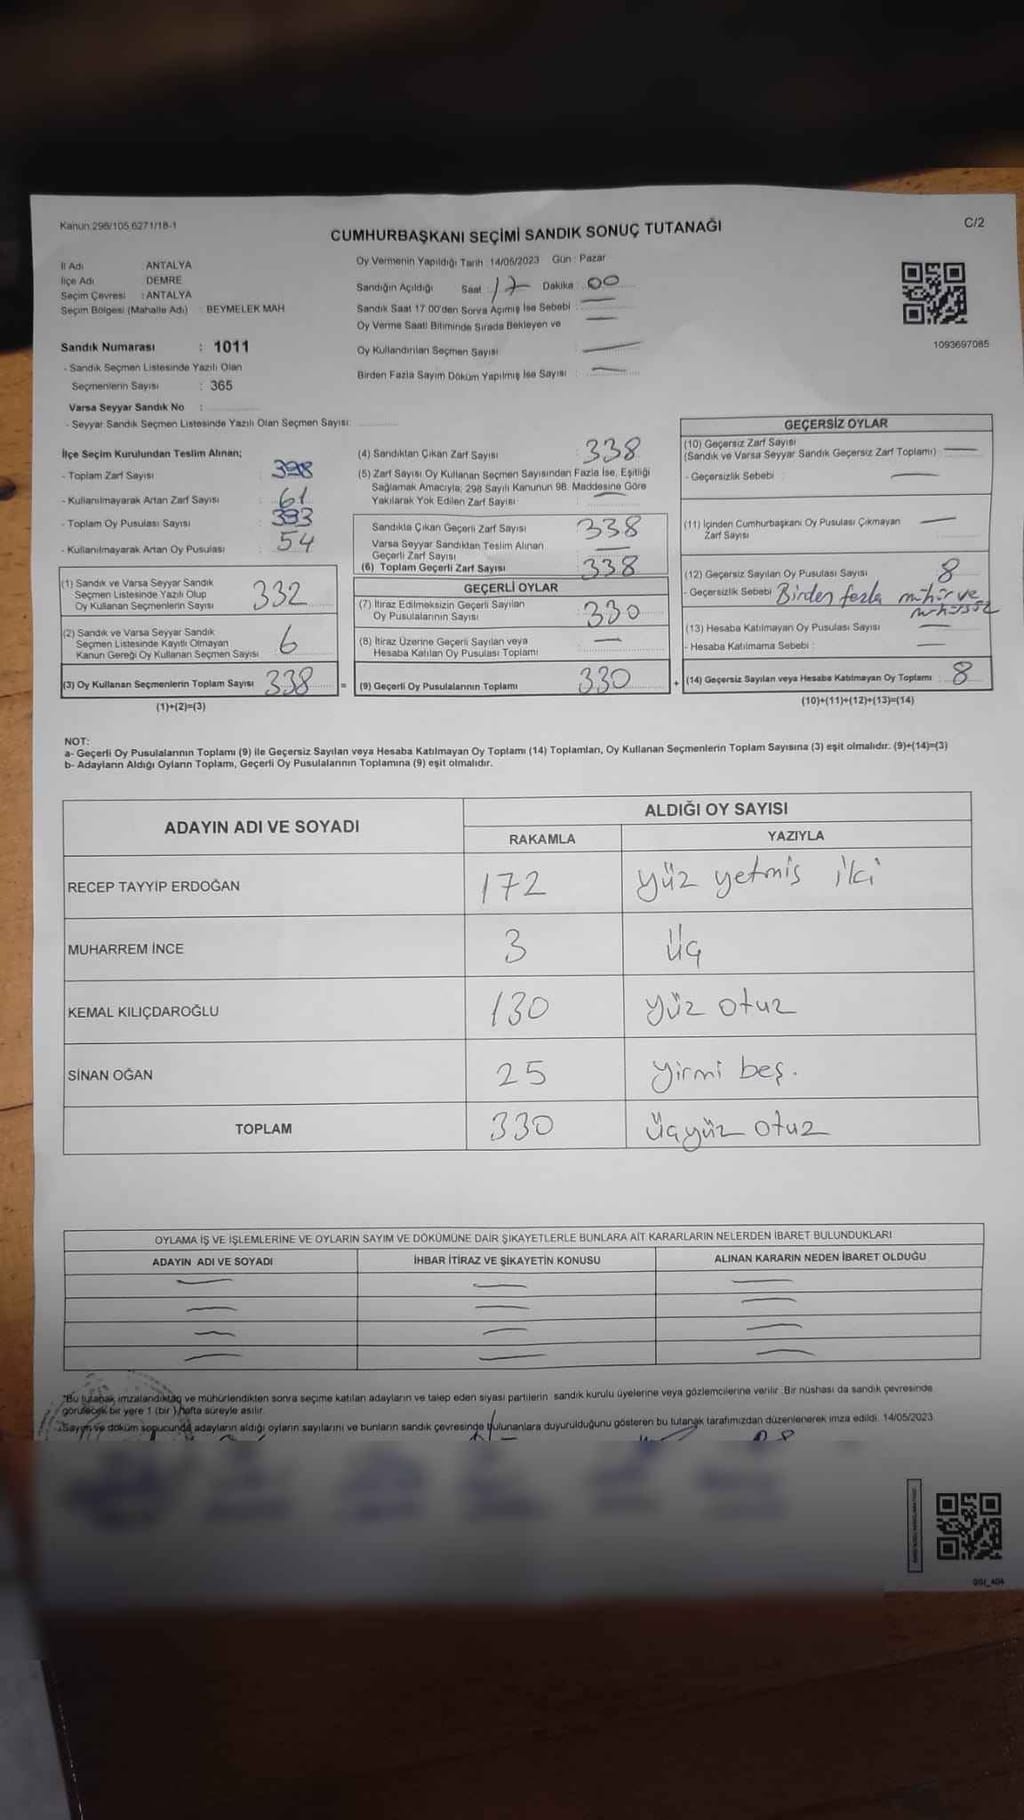 Kanun:298/105,6271/18-1
C/2
CUMHURBAŞKANI SEÇİMİ SANDIK SONUÇ TUTANAĞI
İl Adı : ANTALYA
İlçe Adı : DEMRE
Seçim Çevresi : ANTALYA
Seçim Bölgesi (Mahalle Adı) : BEYMELEK MAH
Oy Vermenin Yapıldığı Tarih :14/05/2023 Gün : Pazar
Sandığın Açıldığı Saat : 17 Dakika : 00
Sandık Saat 17.00'den Sonra Açımış İse Sebebi : —
Oy Verme Saati Bitiminde Sırada Bekleyen ve
Oy Kullandırılan Seçmen Sayısı : —
Birden Fazla Sayım Döküm Yapılmış İse Sayısı : —
1093697085
Sandık Numarası : 1011
- Sandık Seçmen Listesinde Yazılı Olan
Seçmenlerin Sayısı : 365
Varsa Seyyar Sandık No :
- Seyyar Sandık Seçmen Listesinde Yazılı Olan Seçmen Sayısı:
İlçe Seçim Kurulundan Teslim Alınan;
- Toplam Zarf Sayısı : 398
- Kullanılmayarak Artan Zarf Sayısı : 61
- Toplam Oy Pusulası Sayısı : 393
- Kullanılmayarak Artan Oy Pusulası : 54
(1) Sandık ve Varsa Seyyar Sandık
Seçmen Listesinde Yazılı Olup
Oy Kullanan Seçmenlerin Sayısı 332
(2) Sandık ve Varsa Seyyar Sandık
Seçmen Listesinde Kayıtlı Olmayan
Kanun Gereği Oy Kullanan Seçmen Sayısı 6
(3) Oy Kullanan Seçmenlerin Toplam Sayısı 338 =
(1)+(2)=(3)
(4) Sandıktan Çıkan Zarf Sayısı : 338
(5) Zarf Sayısı Oy Kullanan Seçmen Sayısından Fazla İse, Eşitliği
Sağlamak Amacıyla, 298 Sayılı Kanunun 98. Maddesine Göre
Yakılarak Yok Edilen Zarf Sayısı : —
Sandıkta Çıkan Geçerli Zarf Sayısı 338
Varsa Seyyar Sandıktan Teslim Alınan
Geçerli Zarf Sayısı —
(6) Toplam Geçerli Zarf Sayısı 338
GEÇERLİ OYLAR
(7) İtiraz Edilmeksizin Geçerli Sayılan
Oy Pusulalarının Sayısı 330
(8) İtiraz Üzerine Geçerli Sayılan veya
Hesaba Katılan Oy Pusulası Toplamı —
(9) Geçerli Oy Pusulalarının Toplamı 330 +
GEÇERSİZ OYLAR
(10) Geçersiz Zarf Sayısı
(Sandık ve Varsa Seyyar Sandık Geçersiz Zarf Toplamı) —
- Geçersizlik Sebebi : —
(11) İçinden Cumhurbaşkanı Oy Pusulası Çıkmayan
Zarf Sayısı —
(12) Geçersiz Sayılan Oy Pusulası Sayısı 8
- Geçersizlik Sebebi : Birden fazla mühür ve
mühürsüz
(13) Hesaba Katılmayan Oy Pusulası Sayısı —
- Hesaba Katılmama Sebebi : —
(14) Geçersiz Sayılan veya Hesaba Katılmayan Oy Toplamı : 8
(10)+(11)+(12)+(13)=(14)
NOT:
a- Geçerli Oy Pusulalarının Toplamı (9) ile Geçersiz Sayılan veya Hesaba Katılmayan Oy Toplamı (14) Toplamları, Oy Kullanan Seçmenlerin Toplam Sayısına (3) eşit olmalıdır. (9)+(14)=(3)
b- Adayların Aldığı Oyların Toplamı, Geçerli Oy Pusulalarının Toplamına (9) eşit olmalıdır.
ADAYIN ADI VE SOYADI
ALDIĞI OY SAYISI
RAKAMLA YAZIYLA
RECEP TAYYİP ERDOĞAN 172 yüz yetmis iki
MUHARREM İNCE 3 üç
KEMAL KILIÇDAROĞLU 130 yüz otuz
SİNAN OĞAN 25 yirmi beş.
TOPLAM 330 üçyüz otuz
OYLAMA İŞ VE İŞLEMLERİNE VE OYLARIN SAYIM VE DÖKÜMÜNE DAİR ŞİKAYETLERLE BUNLARA AİT KARARLARIN NELERDEN İBARET BULUNDUKLARI
ADAYIN ADI VE SOYADI İHBAR İTİRAZ VE ŞİKAYETİN KONUSU ALINAN KARARIN NEDEN İBARET OLDUĞU
*Bu tutanak imzalandıktan ve mühürlendikten sonra seçime katılan adayların ve talep eden siyasi partilerin sandık kurulu üyelerine veya gözlemcilerine verilir. Bir nüshası da sandık çevresinde
görülecek bir yere 1 (bir) hafta süreyle asılır.
Sayım ve döküm sonucunda adayların aldığı oyların sayılarını ve bunların sandık çevresinde bulunanlara duyurulduğunu gösteren bu tutanak tarafımızdan düzenlenerek imza edildi. 14/05/2023